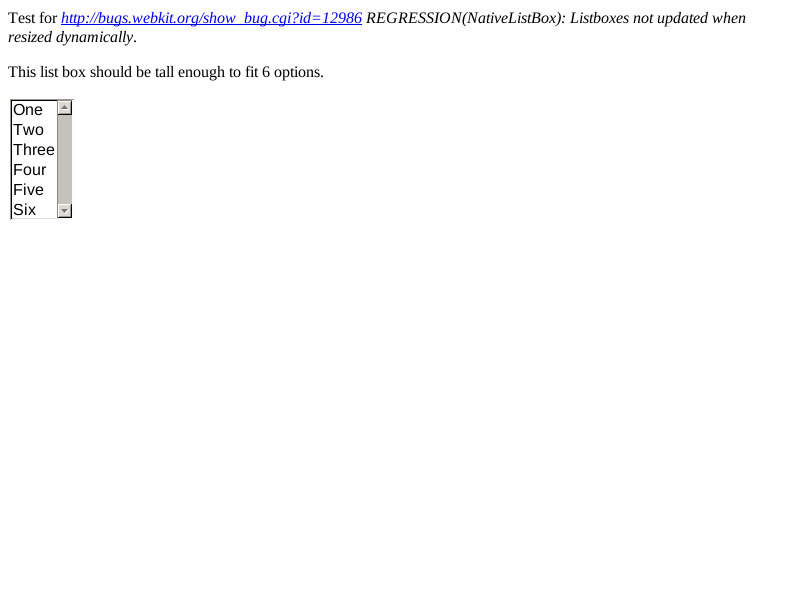 Test for http://bugs.webkit.org/show_bug.cgi?id=12986 REGRESSION(NativeListBox): Listboxes not updated when
resized dynamically.
This list box should be tall enough to fit 6 options.
One
Two
Three
Four
Five
Six